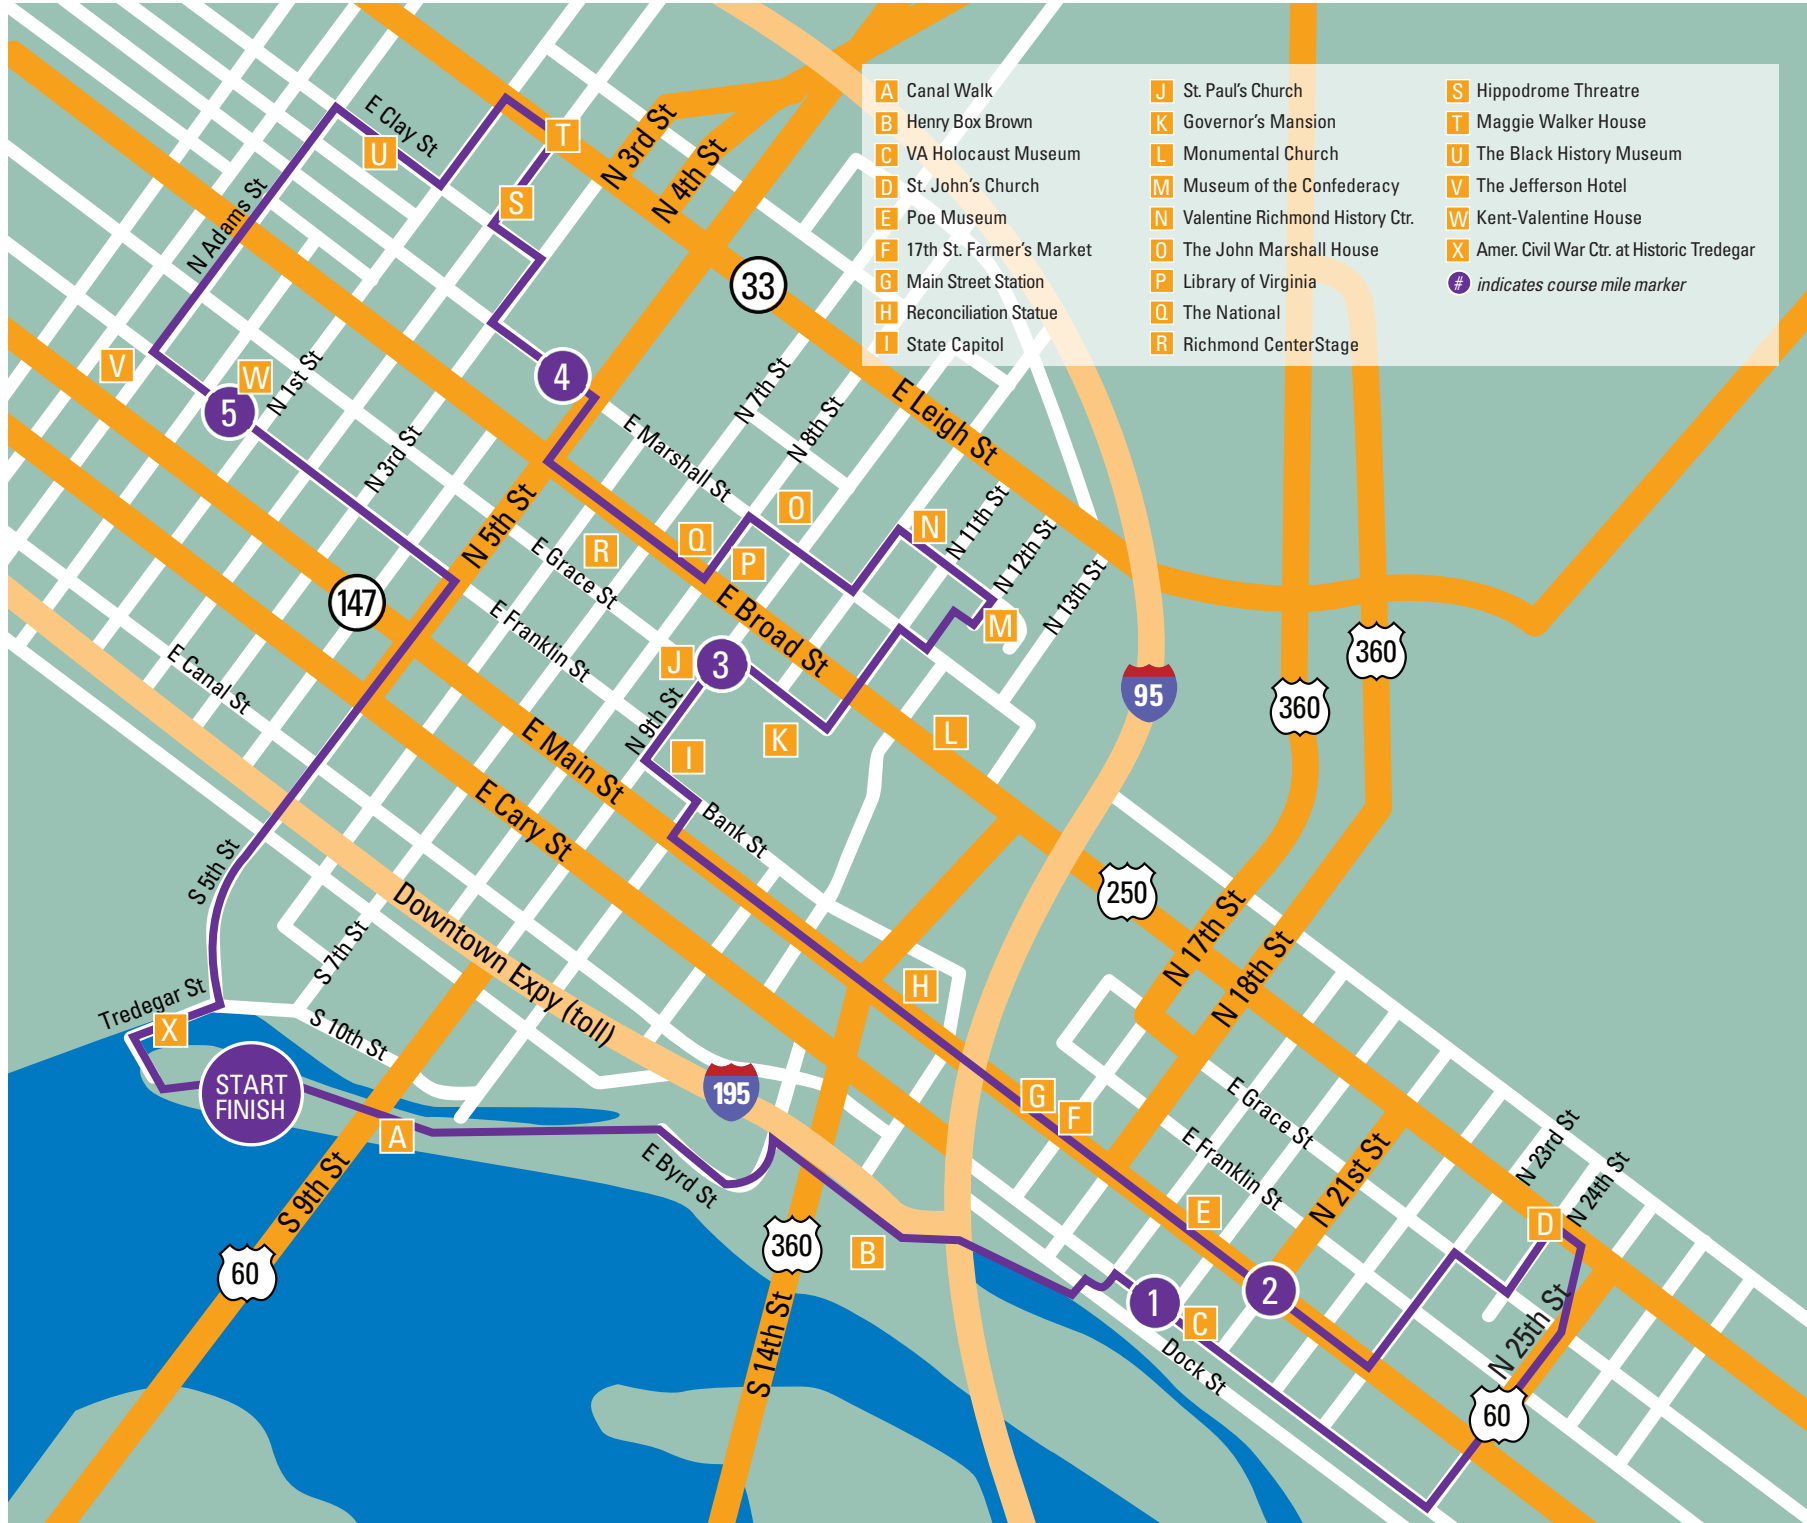 A Canal Walk
B Henry Box Brown
C VA Holocaust Museum
D St. John's Church
E Poe Museum
F 17th St. Farmer's Market
G Main Street Station
H Reconciliation Statue
I State Capitol
J St. Paul's Church
K Governor's Mansion
L Monumental Church
M Museum of the Confederacy
N Valentine Richmond History Ctr.
O The John Marshall House
P Library of Virginia
Q The National
R Richmond CenterStage
S Hippodrome Threatre
T Maggie Walker House
U The Black History Museum
V The Jefferson Hotel
W Kent-Valentine House
X Amer. Civil War Ctr. at Historic Tredegar
# indicates course mile marker
E Clay St
U
T
N 3rd St
N 4th St
S
N Adams St
33
V
W
5
N 1st St
4
N 7th St
N 8th St
E Leigh St
N 3rd St
E Marshall St
O
N
N 5th St
Q
R
P
N 11th St
N 12th St
N 13th St
E Grace St
147
E Franklin St
E Broad St
M
J
3
E Canal St
N 9th St
I
K
L
95
360
360
E Main St
E Cary St
Bank St
S 5th St
250
Downtown Expy (toll)
N 17th St
N 18th St
S 7th St
H
Tredegar St
X
S 10th St
START
FINISH
195
G
F
A
E Byrd St
E Grace St
E Franklin St
N 21st St
N 23rd St
N 24th St
S 9th St
60
360
B
E
D
1
2
C
Dock St
N 25th St
S 14th St
60